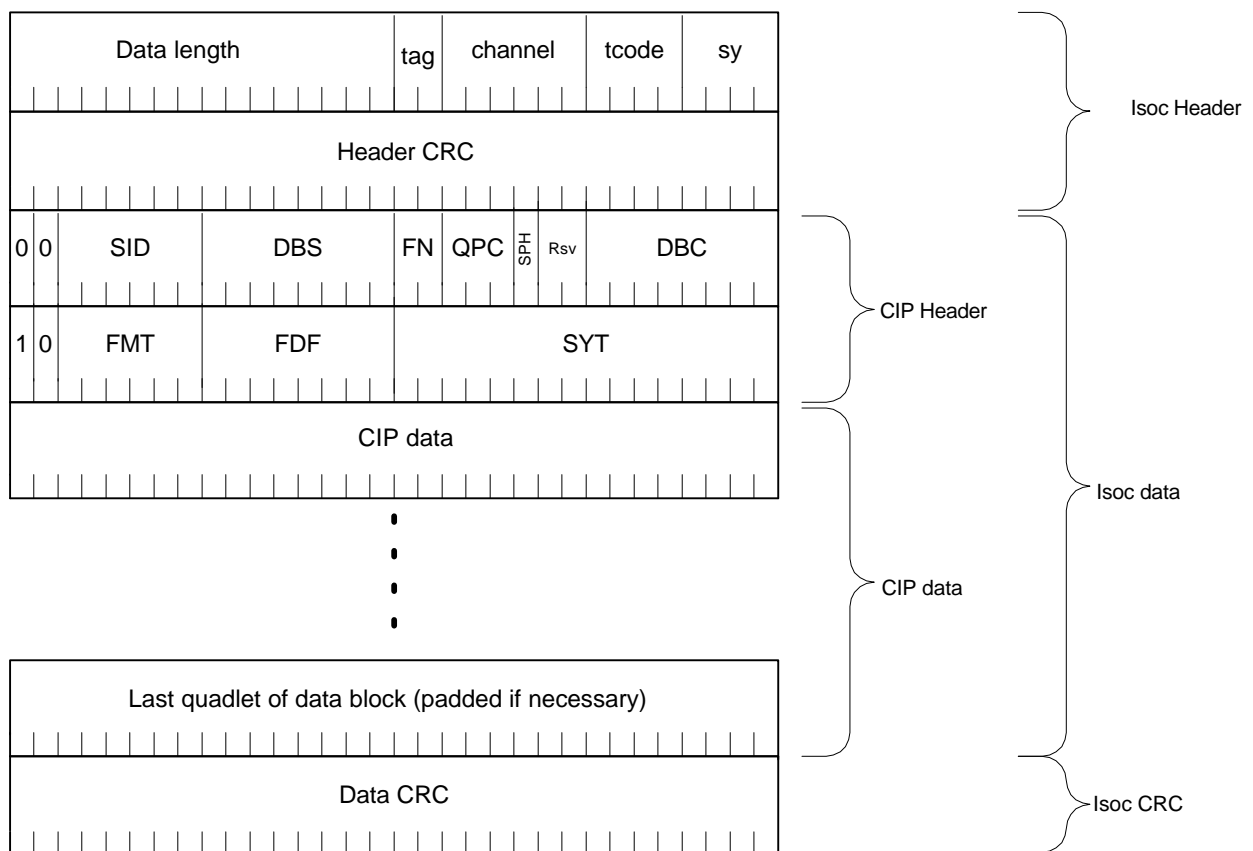 Data length tag channel tcode sy
Isoc Header
Header CRC
0 0 SID DBS FN QPC SPH Rsv DBC
CIP Header
1 0 FMT FDF SYT
CIP data
Isoc data
CIP data
Last quadlet of data block (padded if necessary)
Data CRC
Isoc CRC